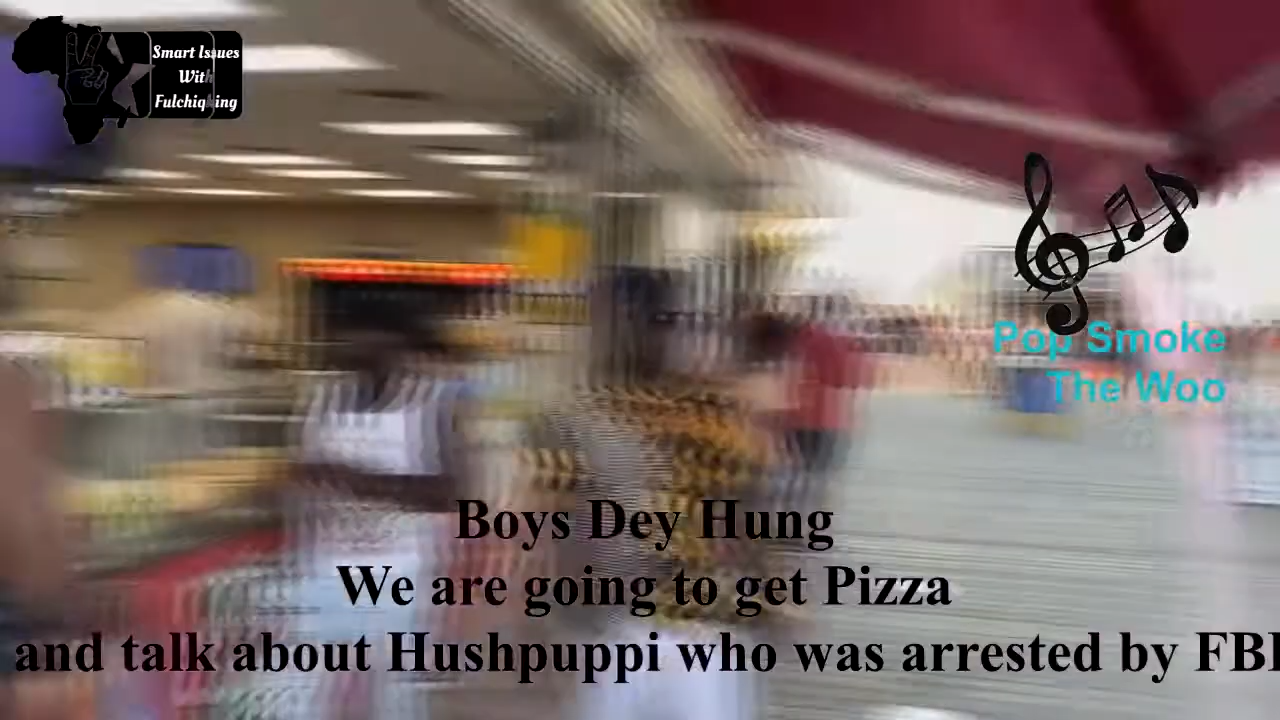 Smart Issues
With
Fulchiqking
Pop Smoke
The Woo
Boys Dey Hung
We are going to get Pizza
and talk about Hushpuppi who was arrested by FBI